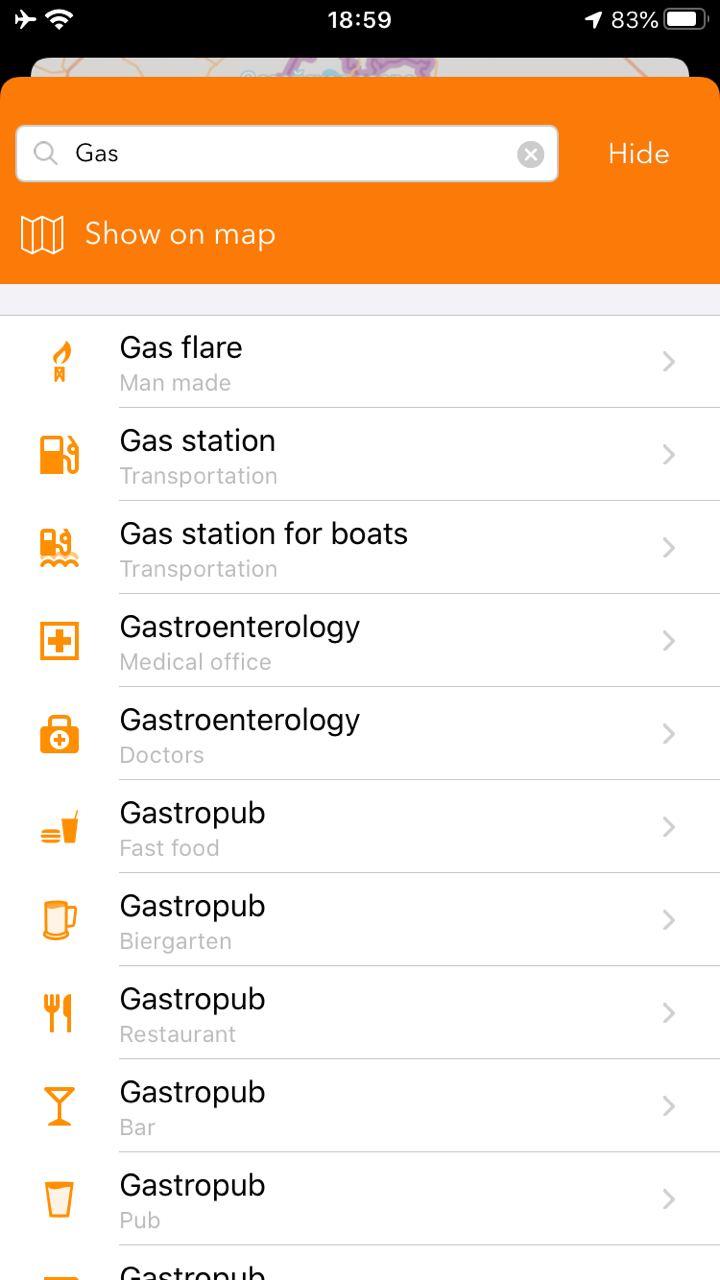 18:59
83%
Gas
Hide
Show on map
Gas flare
Man made
Gas station
Transportation
Gas station for boats
Transportation
Gastroenterology
Medical office
Gastroenterology
Doctors
Gastropub
Fast food
Gastropub
Biergarten
Gastropub
Restaurant
Gastropub
Bar
Gastropub
Pub
Gastropub